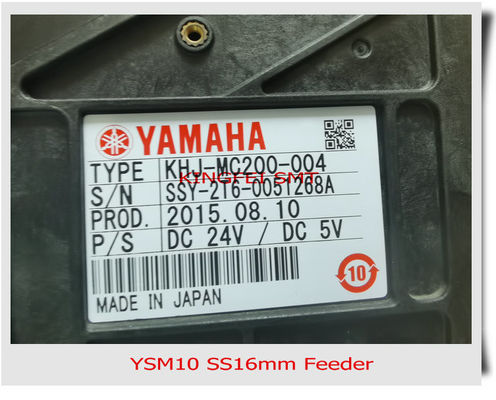 YAMAHA
TYPE KHJ-MC200-004
KINGFEI SMT
S/N SSY-2T6-0051268A
PROD. 2015.08.10
P/S DC 24V / DC 5V
10
MADE IN JAPAN
YSM10 SS16mm Feeder